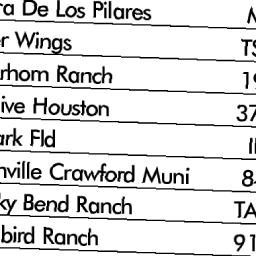 ra De Los Pilares
r Wings TS
rhom Ranch 19
ive Houston 37
ark Fld
nville Crawford Muni 8
ky Bend Ranch TA
bird Ranch 91